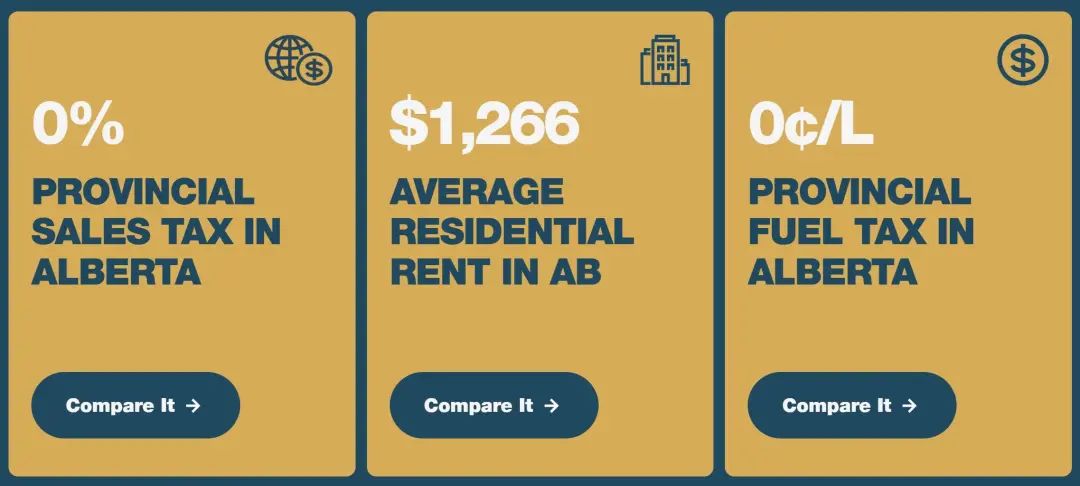 0%
PROVINCIAL
SALES TAX IN
ALBERTA
Compare It →
$1,266
AVERAGE
RESIDENTIAL
RENT IN AB
Compare It →
0¢/L
PROVINCIAL
FUEL TAX IN
ALBERTA
Compare It →